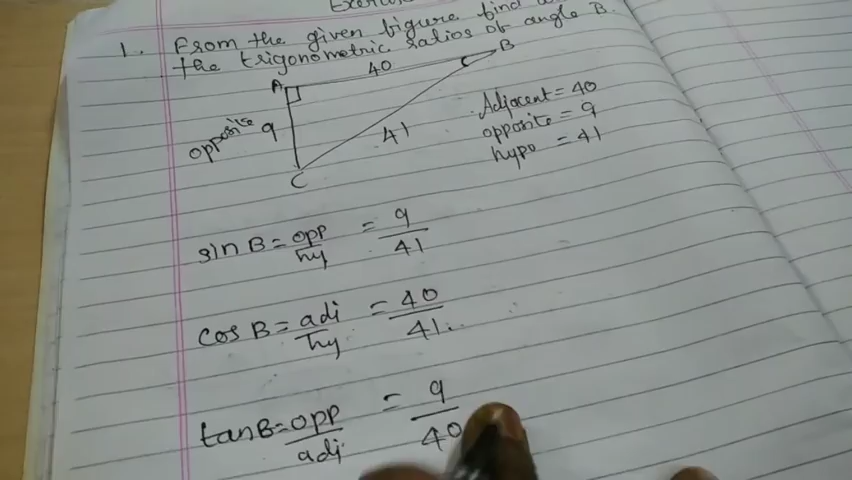 1. From the given figure find
the trigonometric ratios of angle B.
A 40 B
opposite 9
41
C
Adjacent = 40
opposite = 9
hypo = 41
sin B = opp/hy = 9/41
cos B = adj/hy = 40/41.
tan B = opp/adj = 9/40